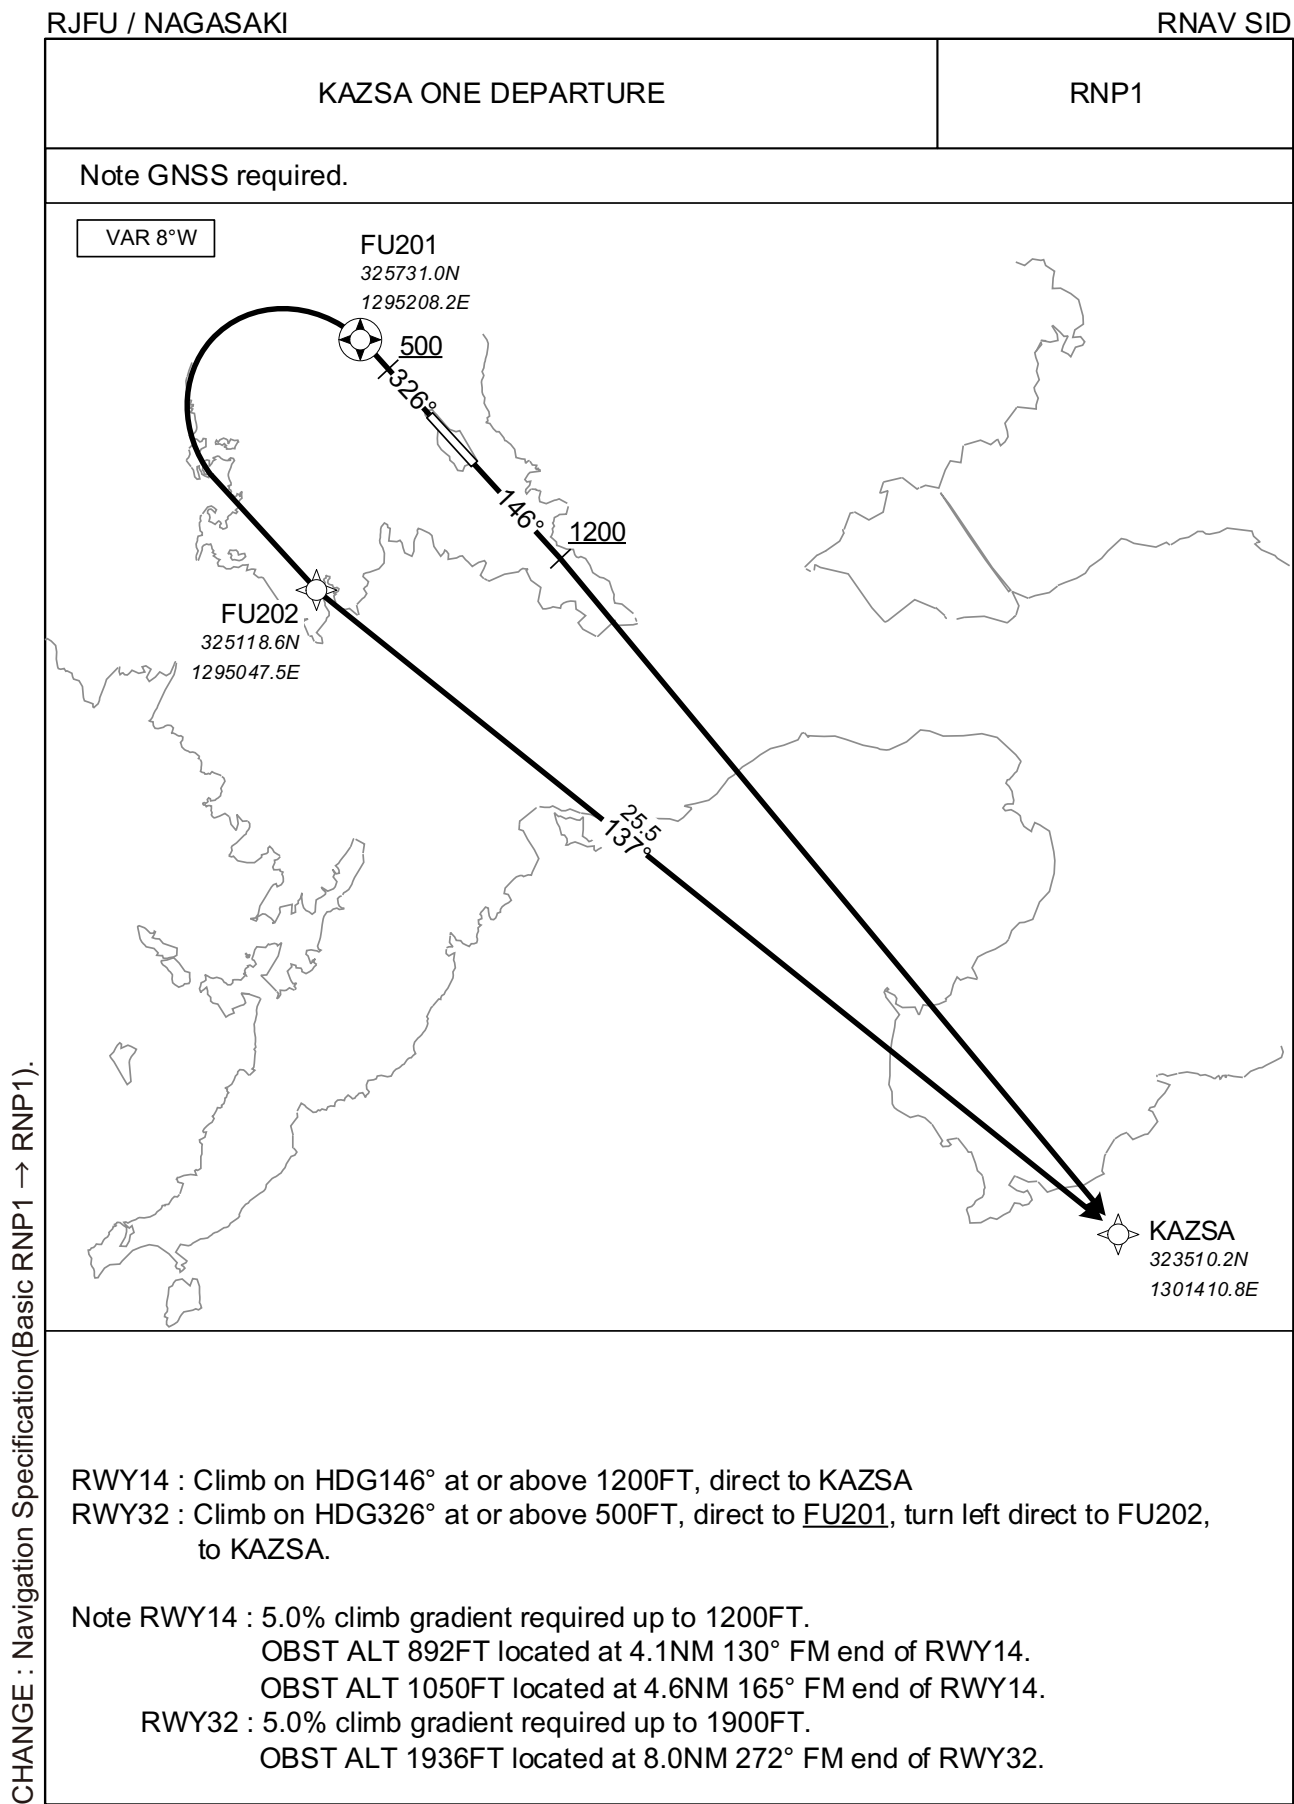 RJFU / NAGASAKI
RNAV SID
KAZSA ONE DEPARTURE
RNP1
Note GNSS required.
VAR 8°W
FU201
325731.0N
1295208.2E
500
326°
146°
1200
FU202
325118.6N
1295047.5E
25.5
137°
KAZSA
323510.2N
1301410.8E
RWY14 : Climb on HDG146° at or above 1200FT, direct to KAZSA
RWY32 : Climb on HDG326° at or above 500FT, direct to FU201, turn left direct to FU202,
to KAZSA.
Note RWY14 : 5.0% climb gradient required up to 1200FT.
OBST ALT 892FT located at 4.1NM 130° FM end of RWY14.
OBST ALT 1050FT located at 4.6NM 165° FM end of RWY14.
RWY32 : 5.0% climb gradient required up to 1900FT.
OBST ALT 1936FT located at 8.0NM 272° FM end of RWY32.
CHANGE : Navigation Specification(Basic RNP1 → RNP1).